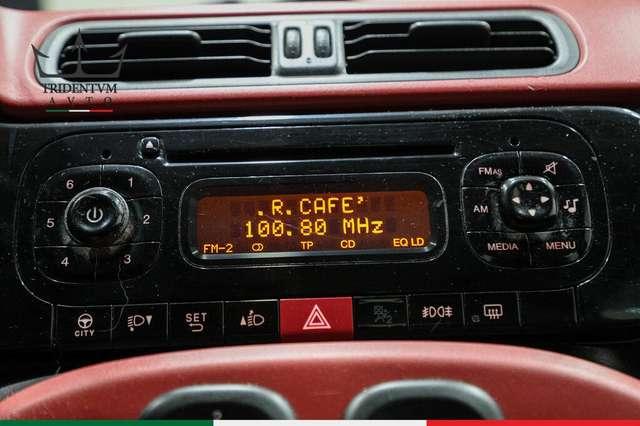 TRIDENTVM
AVTO
6 1
5 2
4 3
.R.CAFE'
100.80 MHz
FM-2 TP CD EQ LD
FMAS
AM
MEDIA MENU
CITY
SET